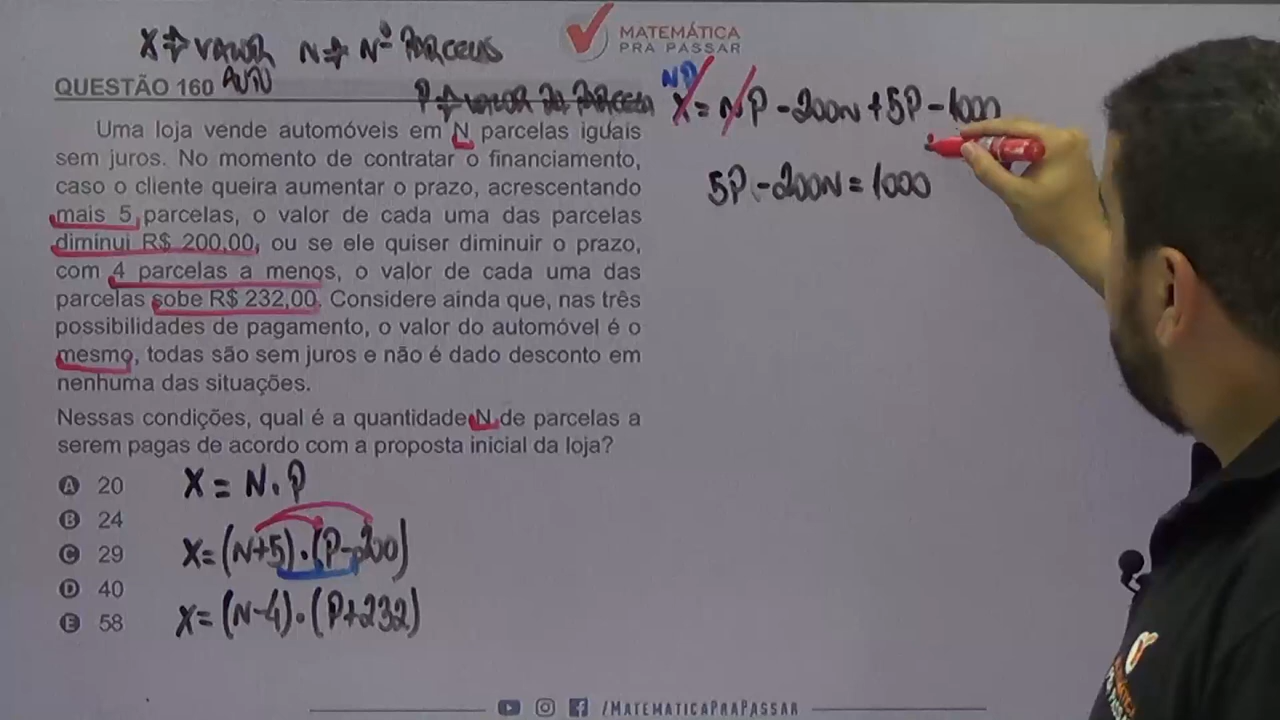 X → VALOR AUTO
N → Nº PARCELAS
MATEMÁTICA
PRA PASSAR
QUESTÃO 160
P → VALOR DA PARCELA
NP
X = NP - 200N + 5P - 1000
5P - 200N = 1000
Uma loja vende automóveis em N parcelas iguais
sem juros. No momento de contratar o financiamento,
caso o cliente queira aumentar o prazo, acrescentando
mais 5 parcelas, o valor de cada uma das parcelas
diminui R$ 200,00, ou se ele quiser diminuir o prazo,
com 4 parcelas a menos, o valor de cada uma das
parcelas sobe R$ 232,00. Considere ainda que, nas três
possibilidades de pagamento, o valor do automóvel é o
mesmo, todas são sem juros e não é dado desconto em
nenhuma das situações.
Nessas condições, qual é a quantidade N de parcelas a
serem pagas de acordo com a proposta inicial da loja?
A 20
B 24
C 29
D 40
E 58
X = N.P
X = (N+5).(P-200)
X = (N-4).(P+232)
/MATEMATICAPRAPASSAR